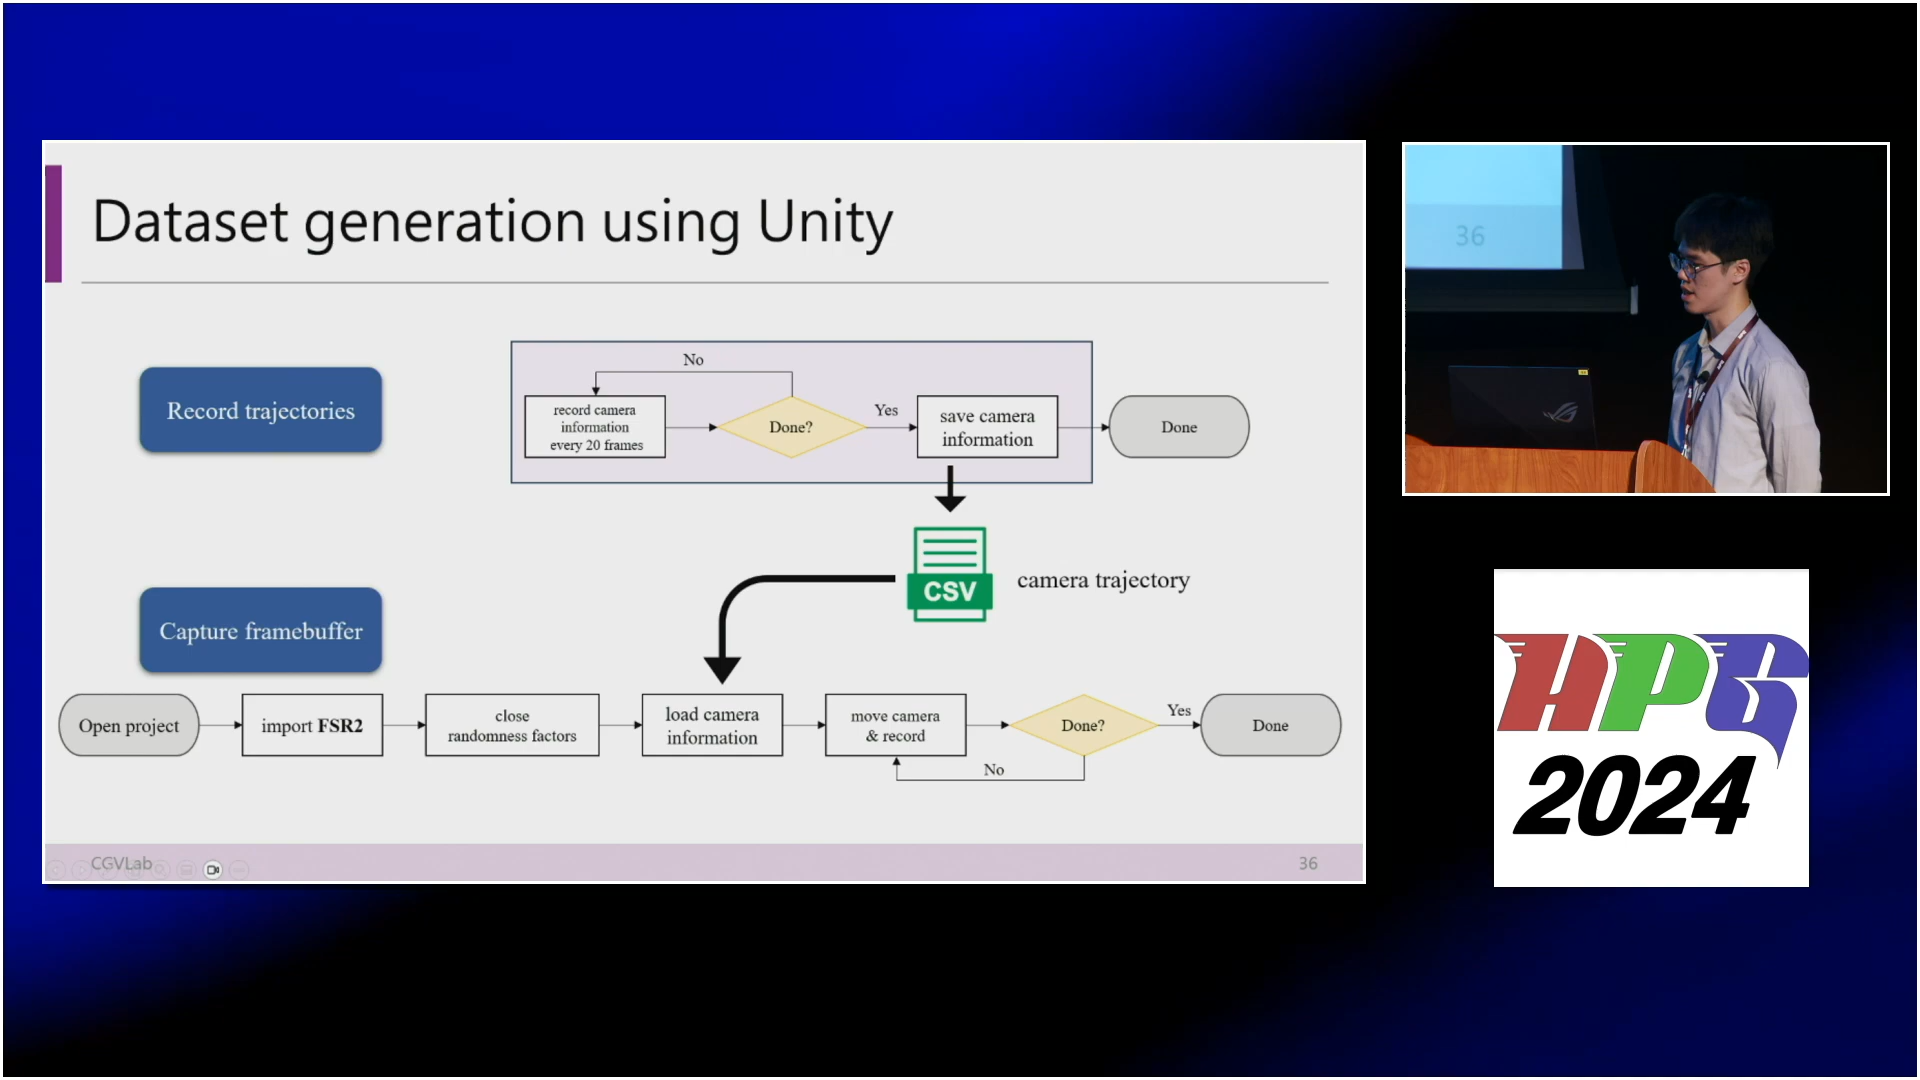 Dataset generation using Unity
Record trajectories
No
record camera
information
every 20 frames
Done?
Yes
save camera
information
Done
CSV
camera trajectory
Capture framebuffer
Open project
import FSR2
close
randomness factors
load camera
information
move camera
& record
Done?
Yes
Done
No
CGVLab
36
36
HPG
2024